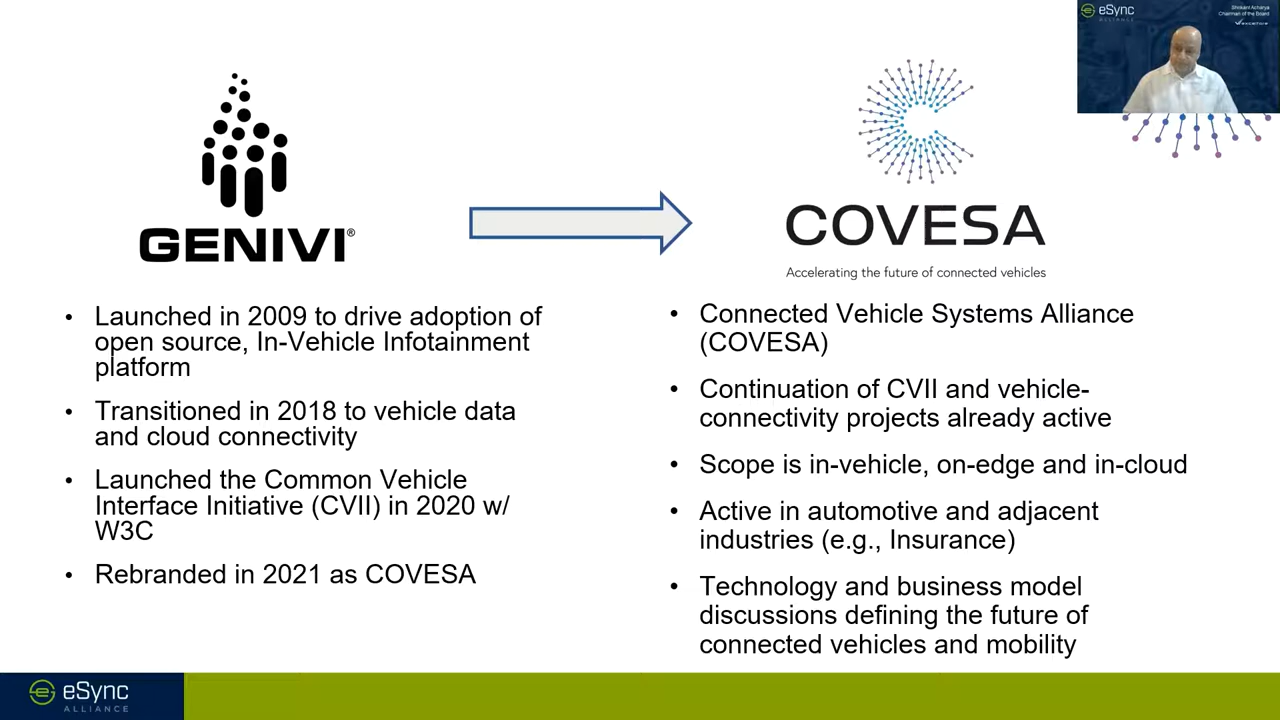 GENIVI®
• Launched in 2009 to drive adoption of
open source, In-Vehicle Infotainment
platform
• Transitioned in 2018 to vehicle data
and cloud connectivity
• Launched the Common Vehicle
Interface Initiative (CVII) in 2020 w/
W3C
• Rebranded in 2021 as COVESA
COVESA
Accelerating the future of connected vehicles
• Connected Vehicle Systems Alliance
(COVESA)
• Continuation of CVII and vehicle-
connectivity projects already active
• Scope is in-vehicle, on-edge and in-cloud
• Active in automotive and adjacent
industries (e.g., Insurance)
• Technology and business model
discussions defining the future of
connected vehicles and mobility
eSync
ALLIANCE
Shrikant Acharya
Chairman of the Board
eSync
ALLIANCE